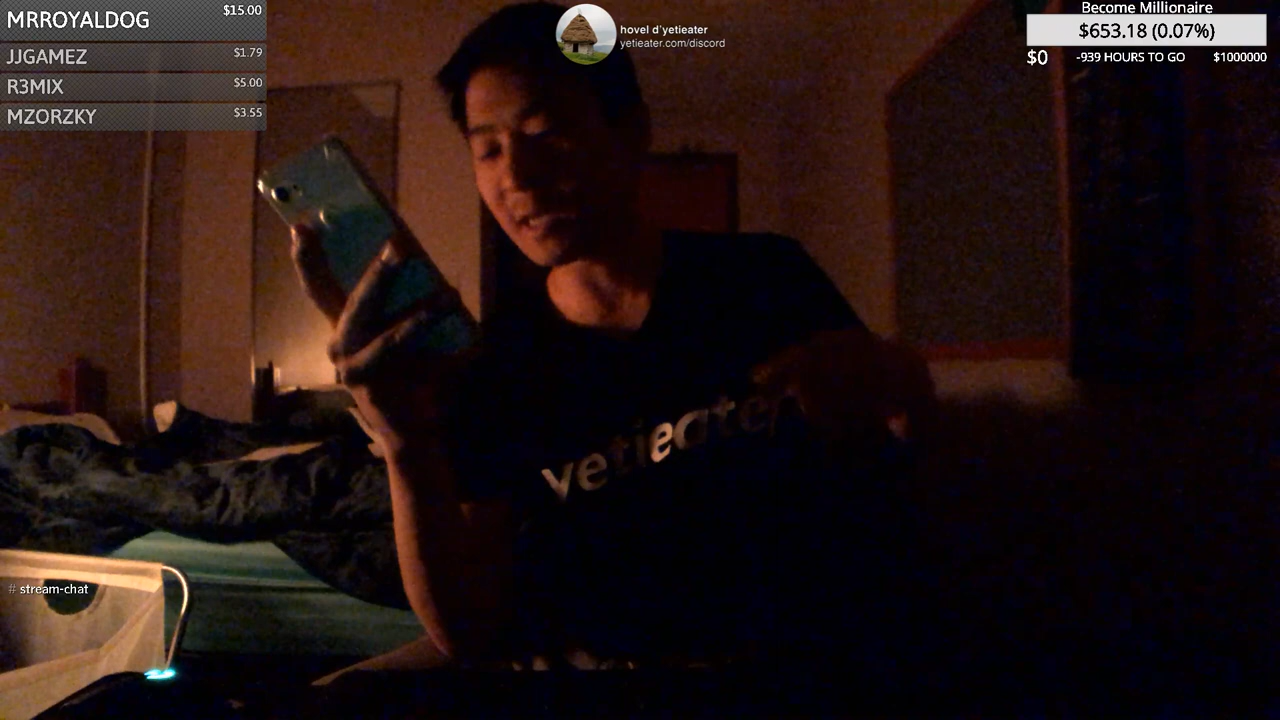 MRROYALDOG $15.00
JJGAMEZ $1.79
R3MIX $5.00
MZORZKY $3.55
hovel d'yetieater
yetieater.com/discord
Become Millionaire
$653.18 (0.07%)
$0 -939 HOURS TO GO $1000000
yetieater
# stream-chat